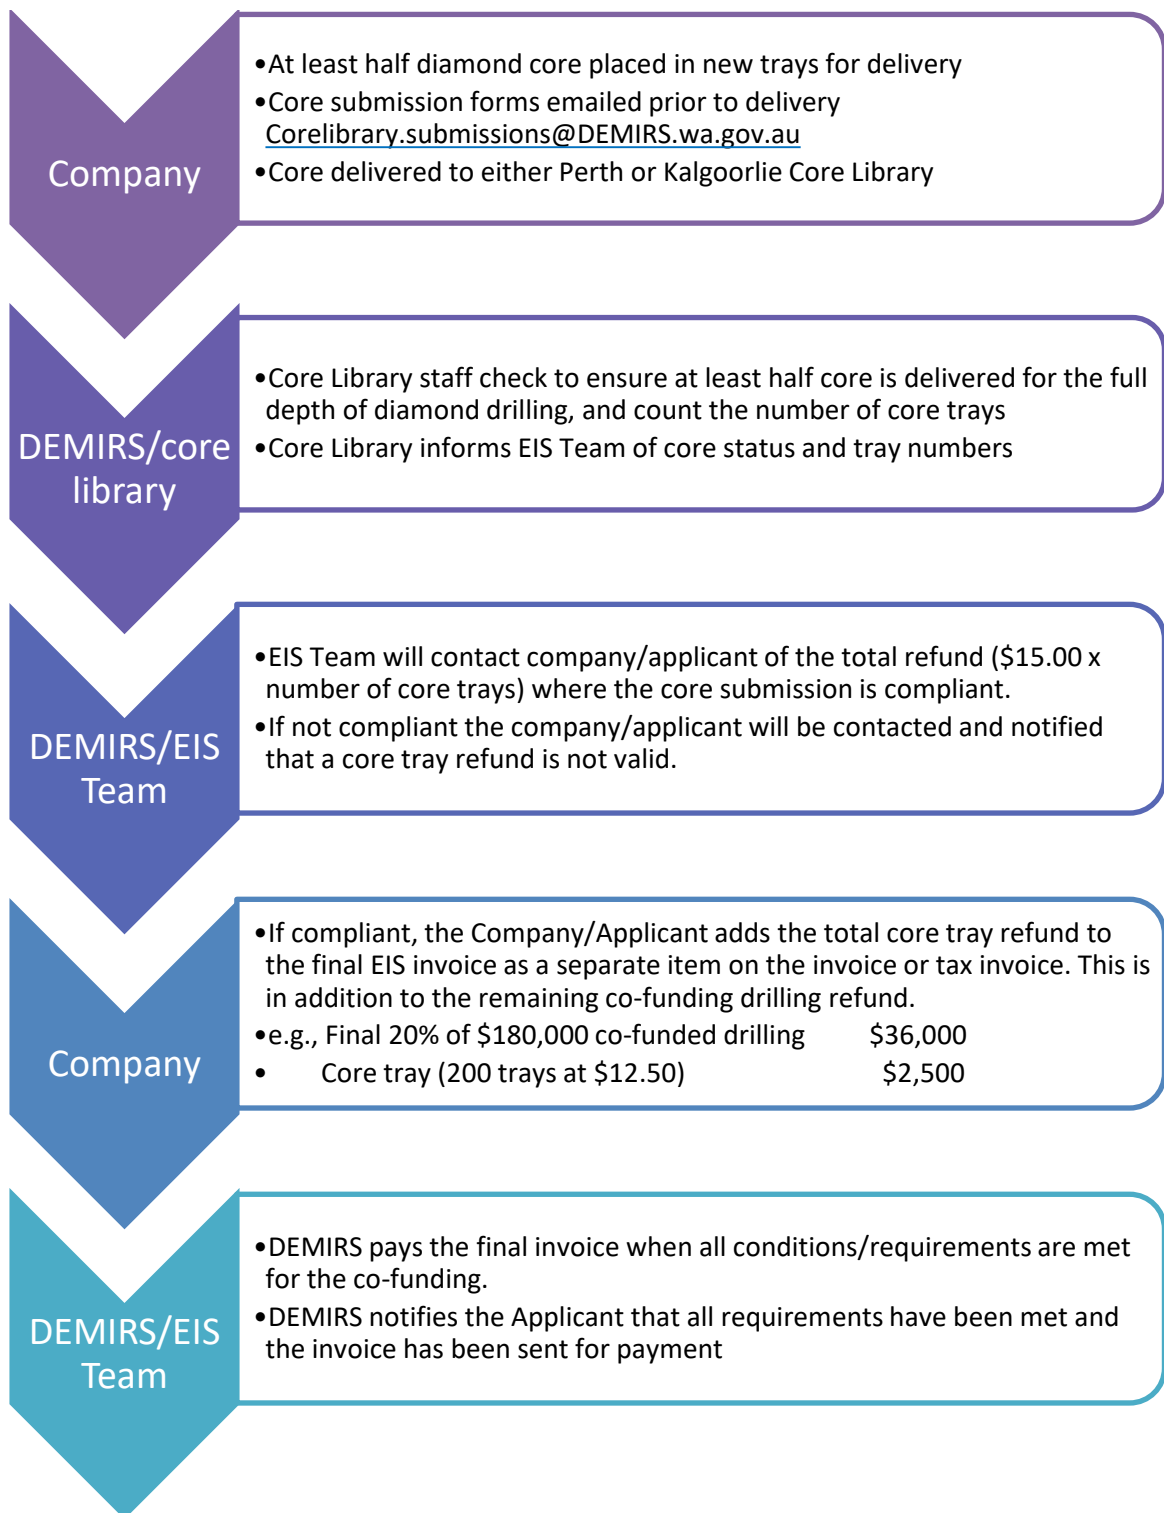 Company
•At least half diamond core placed in new trays for delivery
•Core submission forms emailed prior to delivery
Corelibrary.submissions@DEMIRS.wa.gov.au
•Core delivered to either Perth or Kalgoorlie Core Library
DEMIRS/core
library
•Core Library staff check to ensure at least half core is delivered for the full
depth of diamond drilling, and count the number of core trays
•Core Library informs EIS Team of core status and tray numbers
DEMIRS/EIS
Team
•EIS Team will contact company/applicant of the total refund ($15.00 x
number of core trays) where the core submission is compliant.
•If not compliant the company/applicant will be contacted and notified
that a core tray refund is not valid.
Company
•If compliant, the Company/Applicant adds the total core tray refund to
the final EIS invoice as a separate item on the invoice or tax invoice. This is
in addition to the remaining co-funding drilling refund.
•e.g., Final 20% of $180,000 co-funded drilling $36,000
• Core tray (200 trays at $12.50) $2,500
DEMIRS/EIS
Team
•DEMIRS pays the final invoice when all conditions/requirements are met
for the co-funding.
•DEMIRS notifies the Applicant that all requirements have been met and
the invoice has been sent for payment